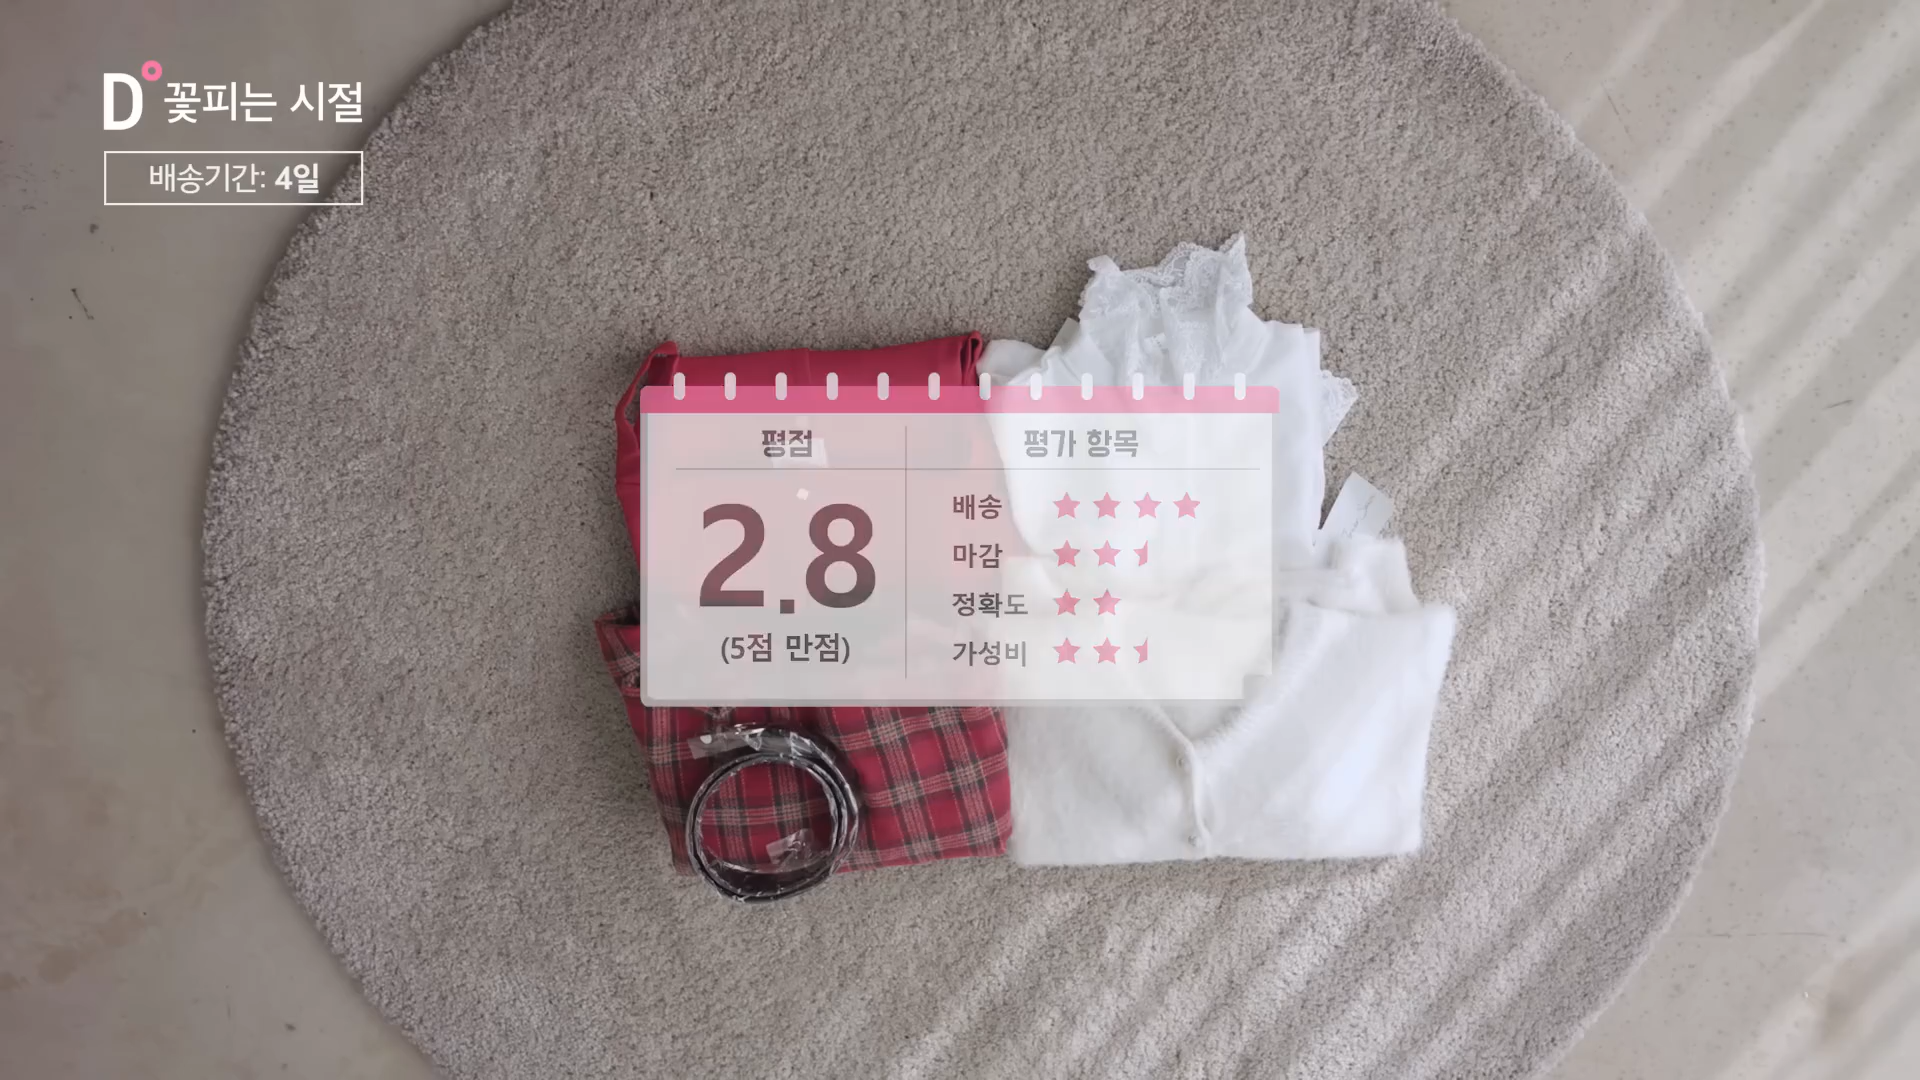 D° 꽃피는 시절
배송기간: 4일
평점
평가 항목
2.8
(5점 만점)
배송 ★★★★
마감 ★★
정확도 ★★
가성비 ★★